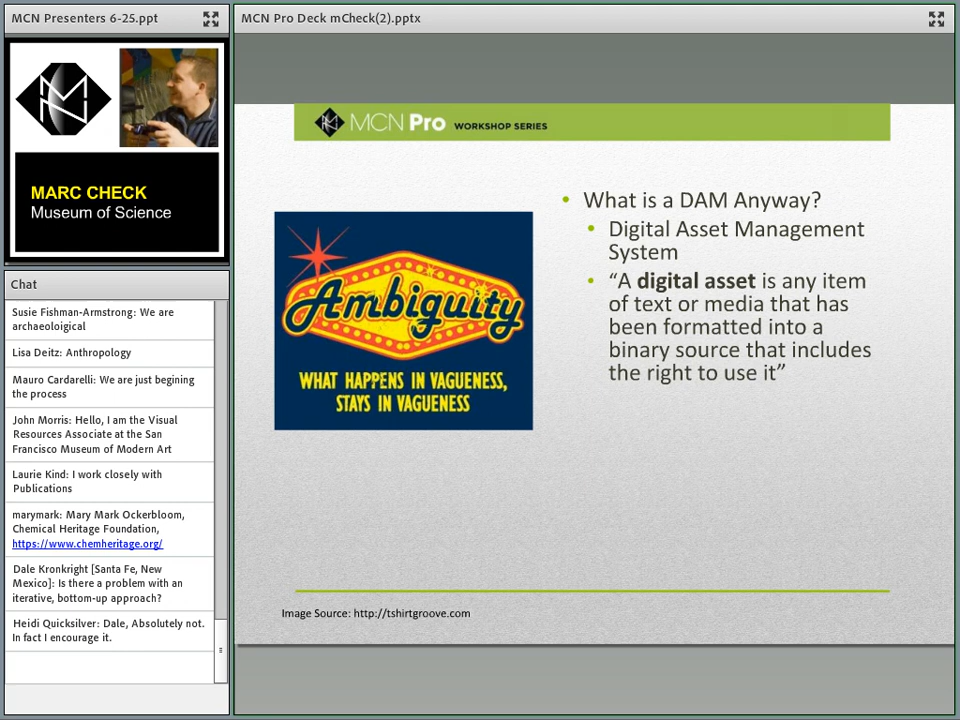 MCN Presenters 6-25.ppt
MARC CHECK
Museum of Science
Chat
Susie Fishman-Armstrong: We are
archaeoloigical
Lisa Deitz: Anthropology
Mauro Cardarelli: We are just begining
the process
John Morris: Hello, I am the Visual
Resources Associate at the San
Francisco Museum of Modern Art
Laurie Kind: I work closely with
Publications
marymark: Mary Mark Ockerbloom,
Chemical Heritage Foundation,
https://www.chemheritage.org/
Dale Kronkright [Santa Fe, New
Mexico]: Is there a problem with an
iterative, bottom-up approach?
Heidi Quicksilver: Dale, Absolutely not.
In fact I encourage it.
MCN Pro Deck mCheck(2).pptx
MCN Pro WORKSHOP SERIES
Ambiguity
WHAT HAPPENS IN VAGUENESS,
STAYS IN VAGUENESS
• What is a DAM Anyway?
• Digital Asset Management
System
• “A digital asset is any item
of text or media that has
been formatted into a
binary source that includes
the right to use it”
Image Source: http://tshirtgroove.com